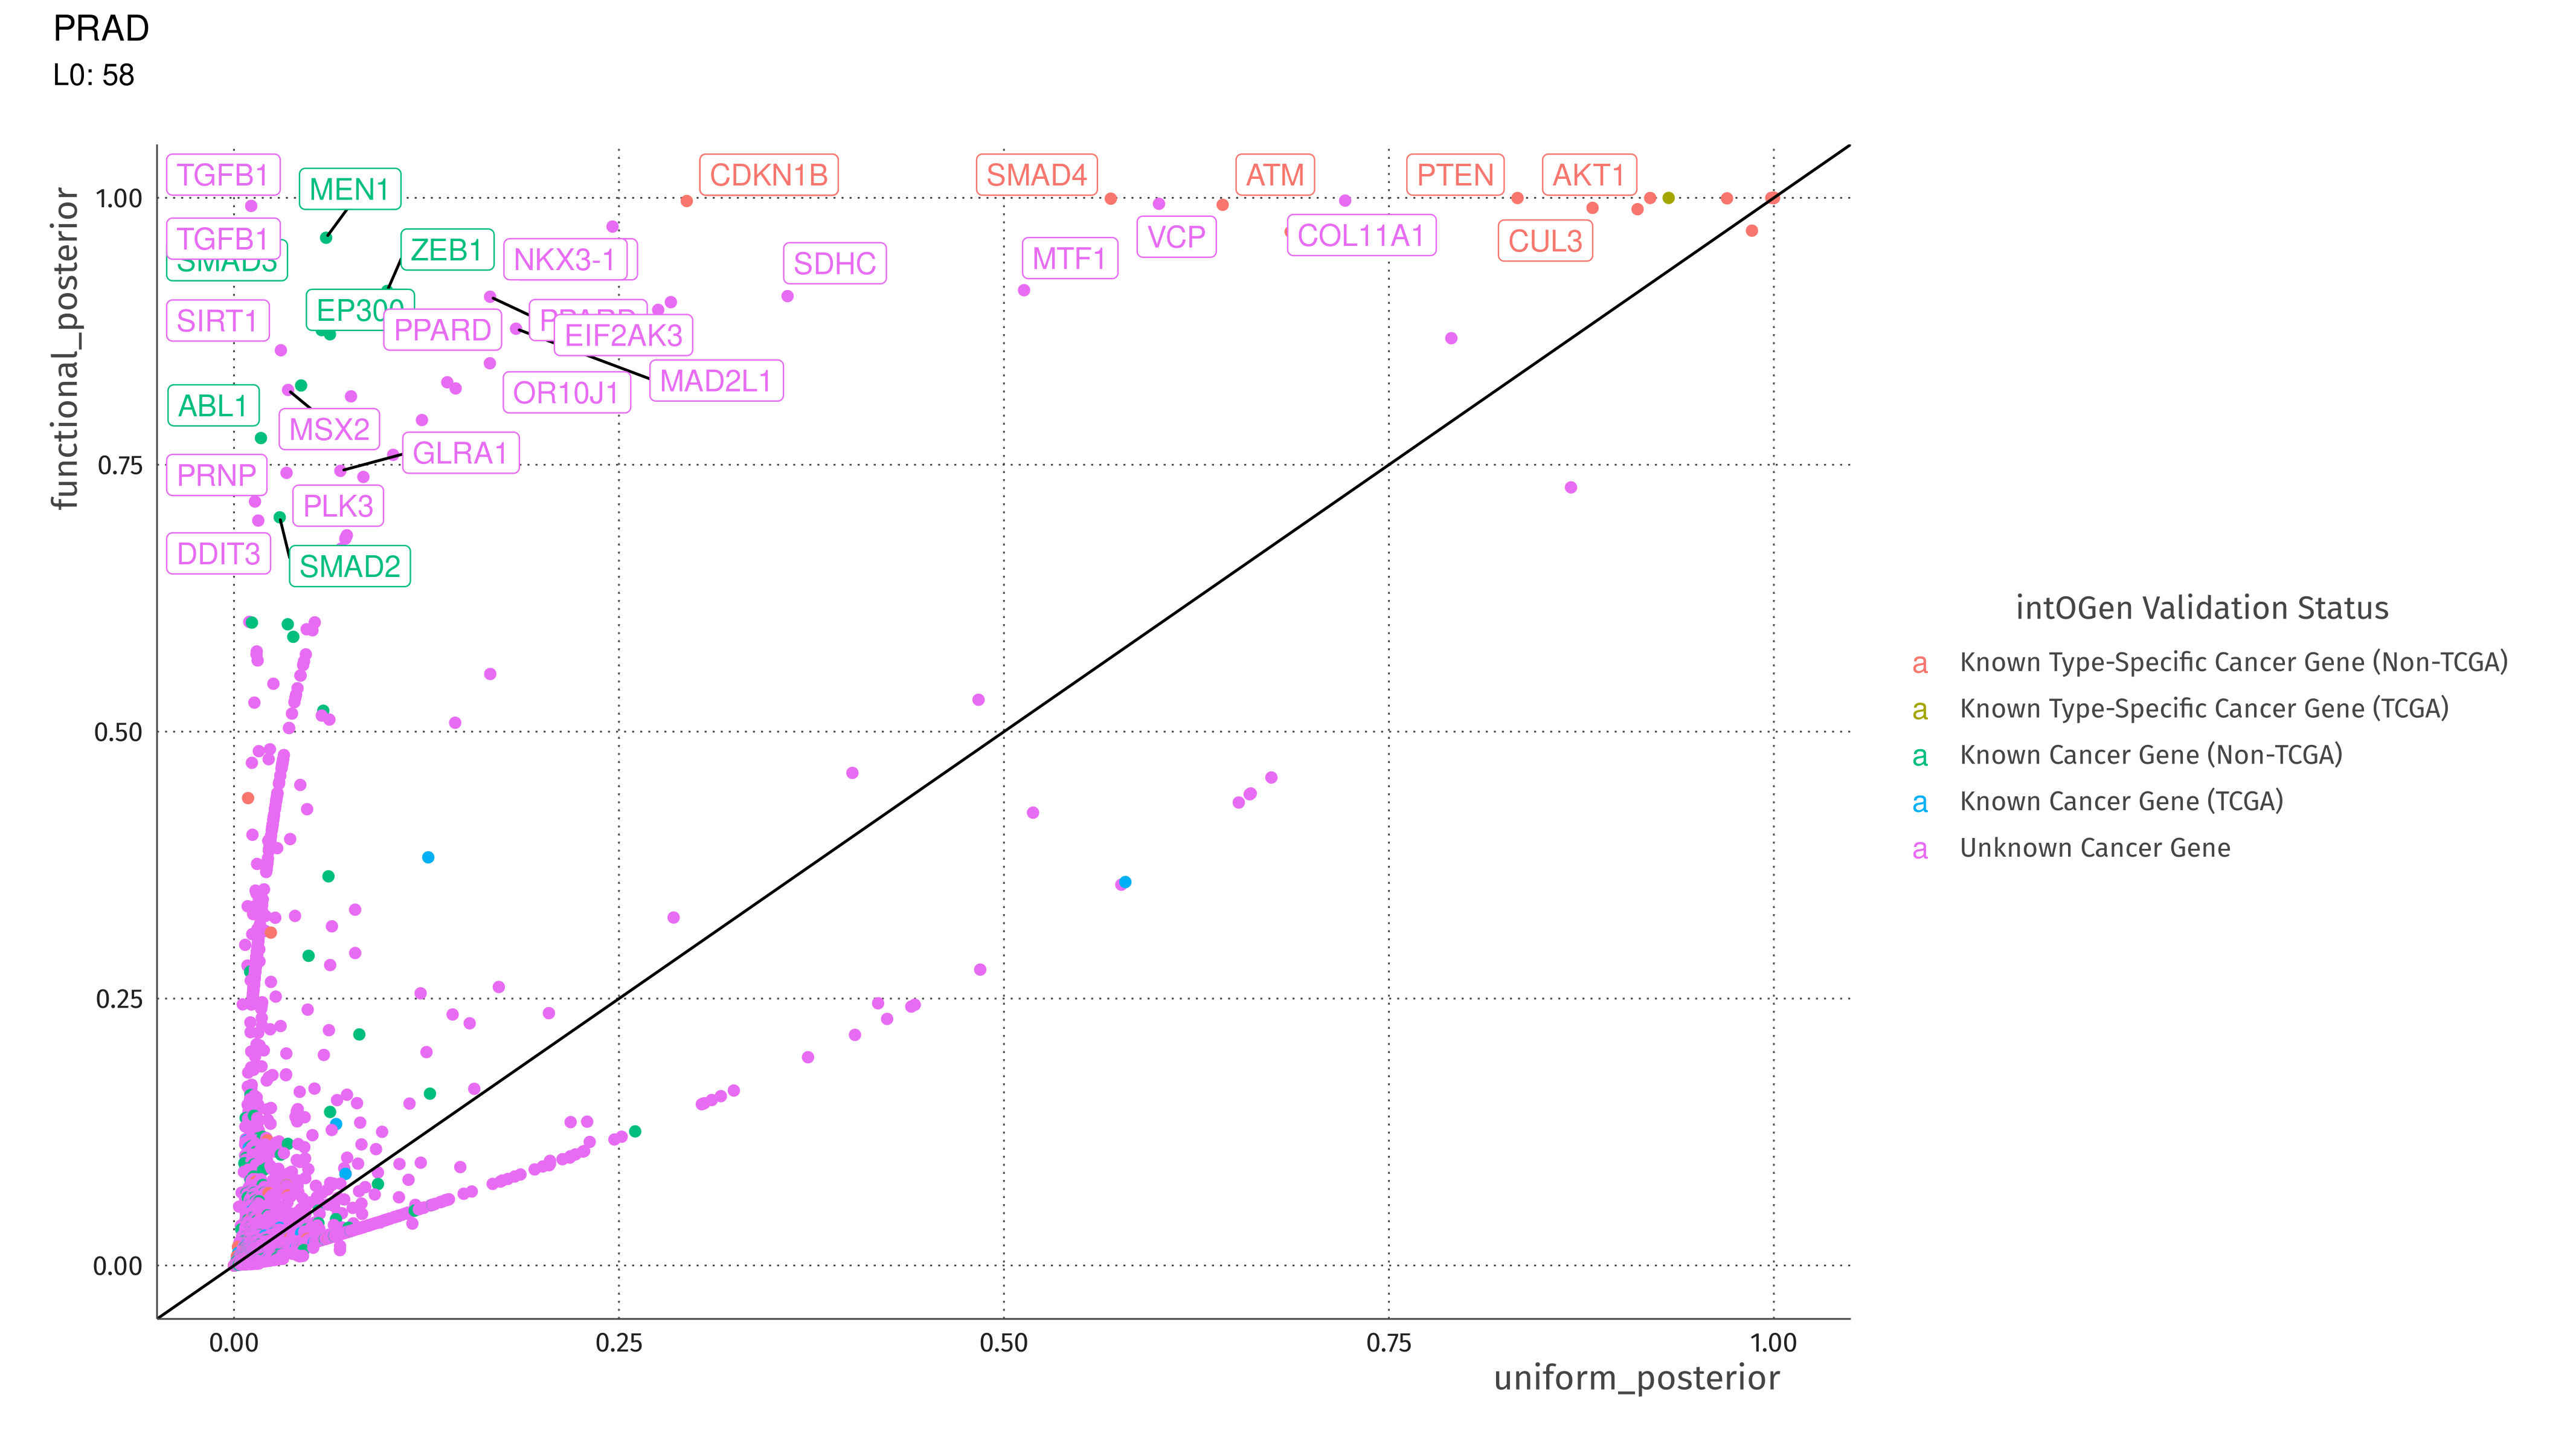 PRAD
L0: 58
functional_posterior
1.00
0.75
0.50
0.25
0.00
TGFB1
MEN1
CDKN1B
SMAD4
ATM
PTEN
AKT1
TGFB1
SMAD3
ZEB1
NKX3-1
SDHC
MTF1
VCP
COL11A1
CUL3
SIRT1
EP300
PPARD
PPARD
EIF2AK3
MAD2L1
OR10J1
ABL1
MSX2
GLRA1
PRNP
PLK3
DDIT3
SMAD2
0.00
0.25
0.50
0.75
1.00
uniform_posterior
intOGen Validation Status
a Known Type-Specific Cancer Gene (Non-TCGA)
a Known Type-Specific Cancer Gene (TCGA)
a Known Cancer Gene (Non-TCGA)
a Known Cancer Gene (TCGA)
a Unknown Cancer Gene